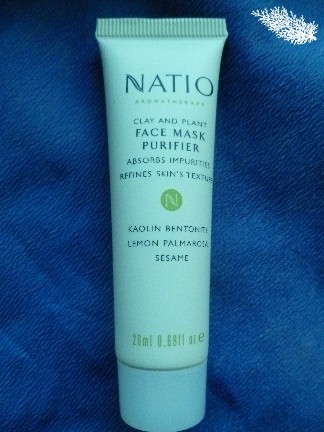 NATIO
AROMATHERAPY
CLAY AND PLANT
FACE MASK
PURIFIER
ABSORBS IMPURITIES
REFINES SKIN'S TEXTURE
N
KAOLIN BENTONITE
LEMON PALMAROSA
SESAME
20ml 0.68fl oz e